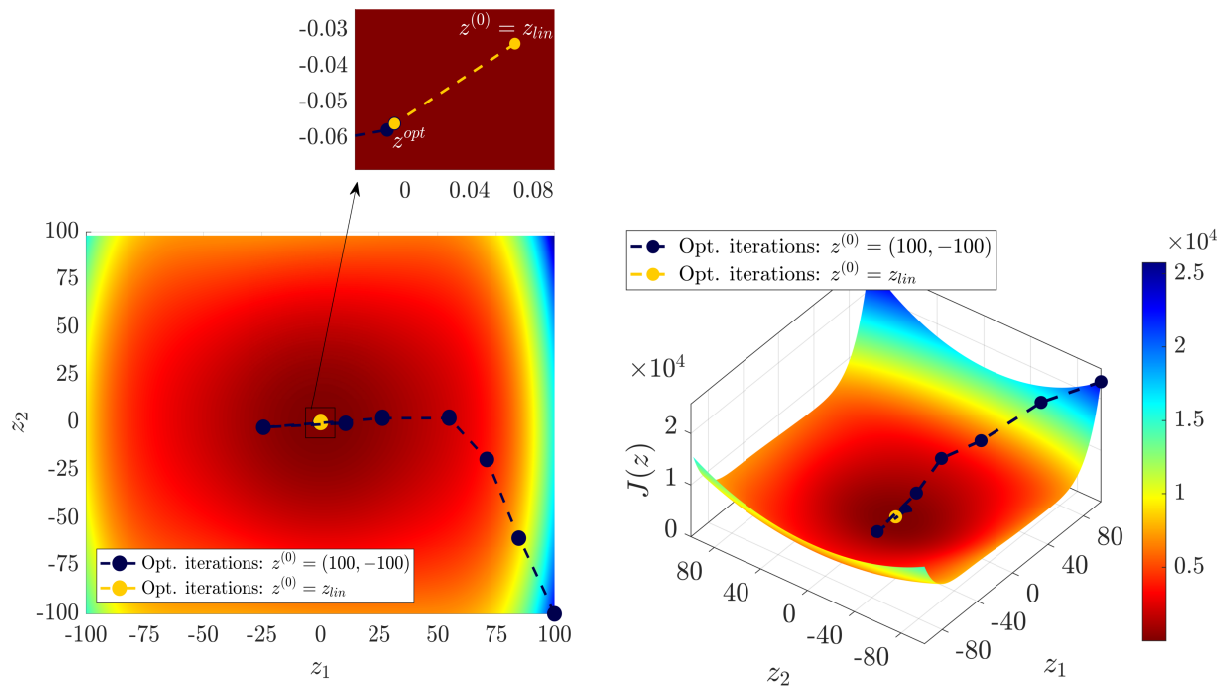 -0.03
-0.04
-0.05
-0.06
z^{(0)} = z_{lin}
z^{opt}
0 0.04 0.08
100
75
50
25
0
-25
-50
-75
-100
z_2
Opt. iterations: z^{(0)} = (100, −100)
Opt. iterations: z^{(0)} = z_{lin}
-100 -75 -50 -25 0 25 50 75 100
z_1
Opt. iterations: z^{(0)} = (100, −100)
Opt. iterations: z^{(0)} = z_{lin}
×10^4
2
1
0
J(z)
80 40 0 -40 -80
z_2
80
40
0
-40
-80
z_1
×10^4
2.5
2
1.5
1
0.5